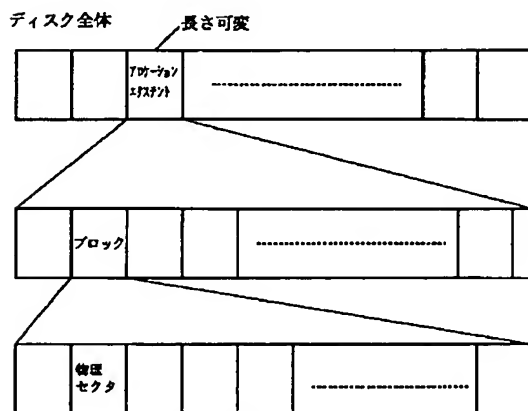 ディスク全体
長さ可変
アロケーション
エクステント
ブロック
物理
セクタ